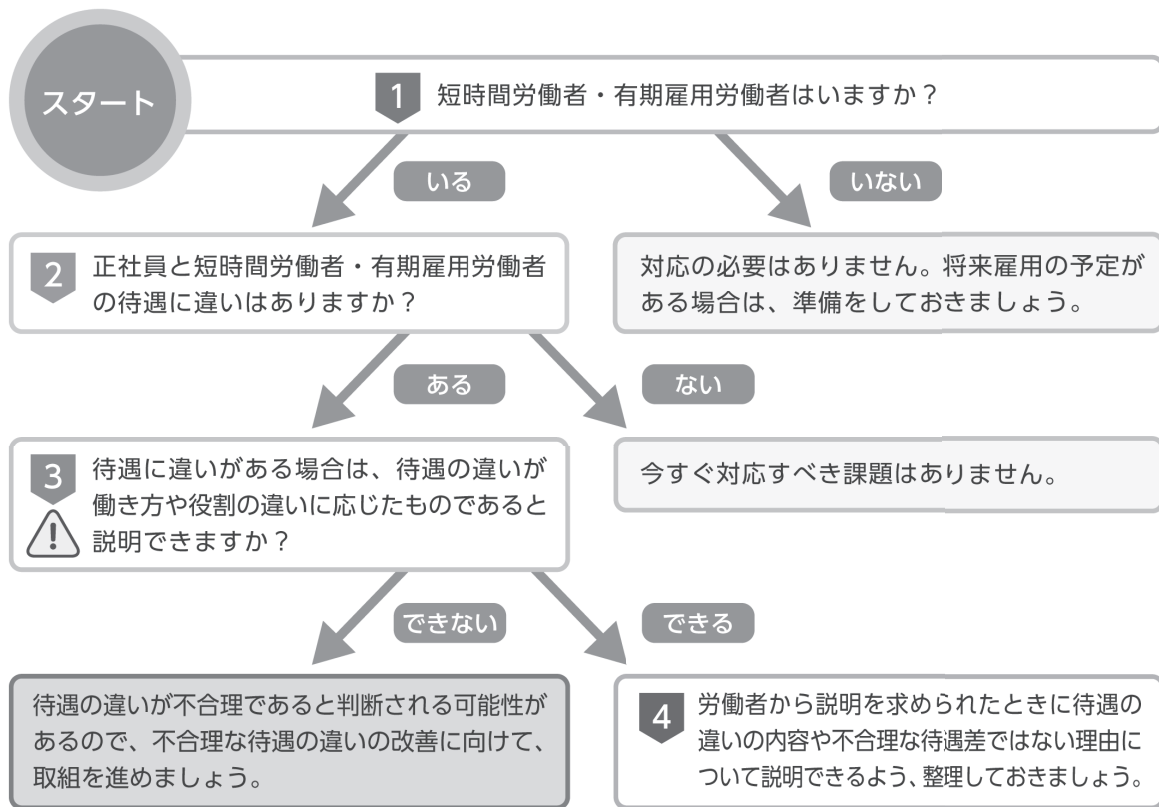 スタート
1 短時間労働者・有期雇用労働者はいますか？
いる
いない
2 正社員と短時間労働者・有期雇用労働者
の待遇に違いはありますか？
対応の必要はありません。将来雇用の予定が
ある場合は、準備をしておきましょう。
ある
ない
3 待遇に違いがある場合は、待遇の違いが
働き方や役割の違いに応じたものであると
説明できますか？
今すぐ対応すべき課題はありません。
できない
できる
待遇の違いが不合理であると判断される可能性が
あるので、不合理な待遇の違いの改善に向けて、
取組を進めましょう。
4 労働者から説明を求められたときに待遇の
違いの内容や不合理な待遇差ではない理由に
ついて説明できるよう、整理しておきましょう。